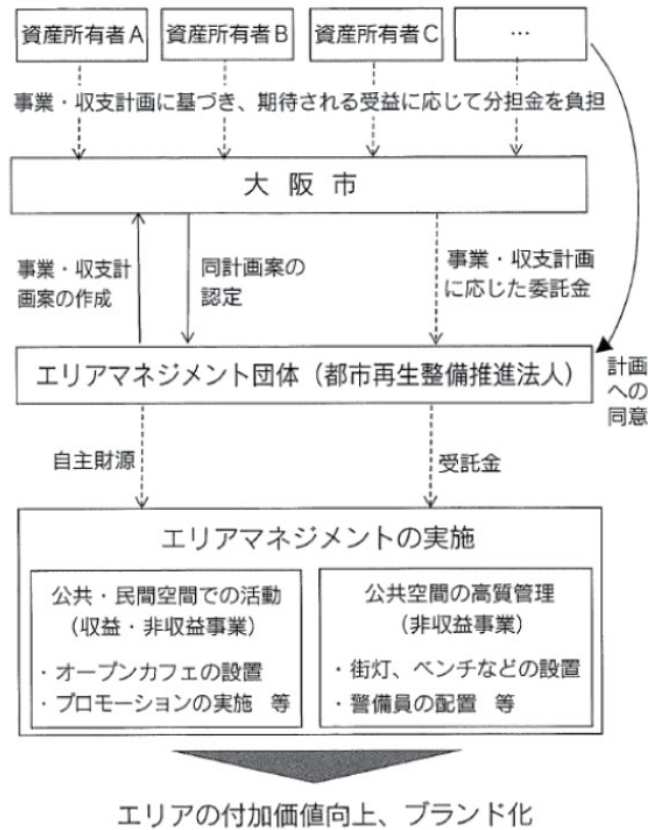 資産所有者A
資産所有者B
資産所有者C
…
事業・収支計画に基づき、期待される受益に応じて分担金を負担
大阪市
事業・収支計
画案の作成
同計画案の
認定
事業・収支計画
に応じた委託金
エリアマネジメント団体（都市再生整備推進法人）
計画
への
同意
自主財源
受託金
エリアマネジメントの実施
公共・民間空間での活動
（収益・非収益事業）
・オープンカフェの設置
・プロモーションの実施 等
公共空間の高質管理
（非収益事業）
・街灯、ベンチなどの設置
・警備員の配置 等
エリアの付加価値向上、ブランド化